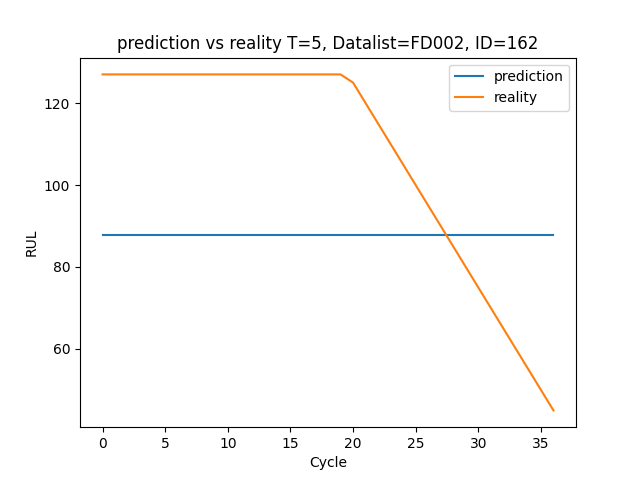 prediction vs reality T=5, Datalist=FD002, ID=162
prediction
reality
120
100
80
60
RUL
0 5 10 15 20 25 30 35
Cycle